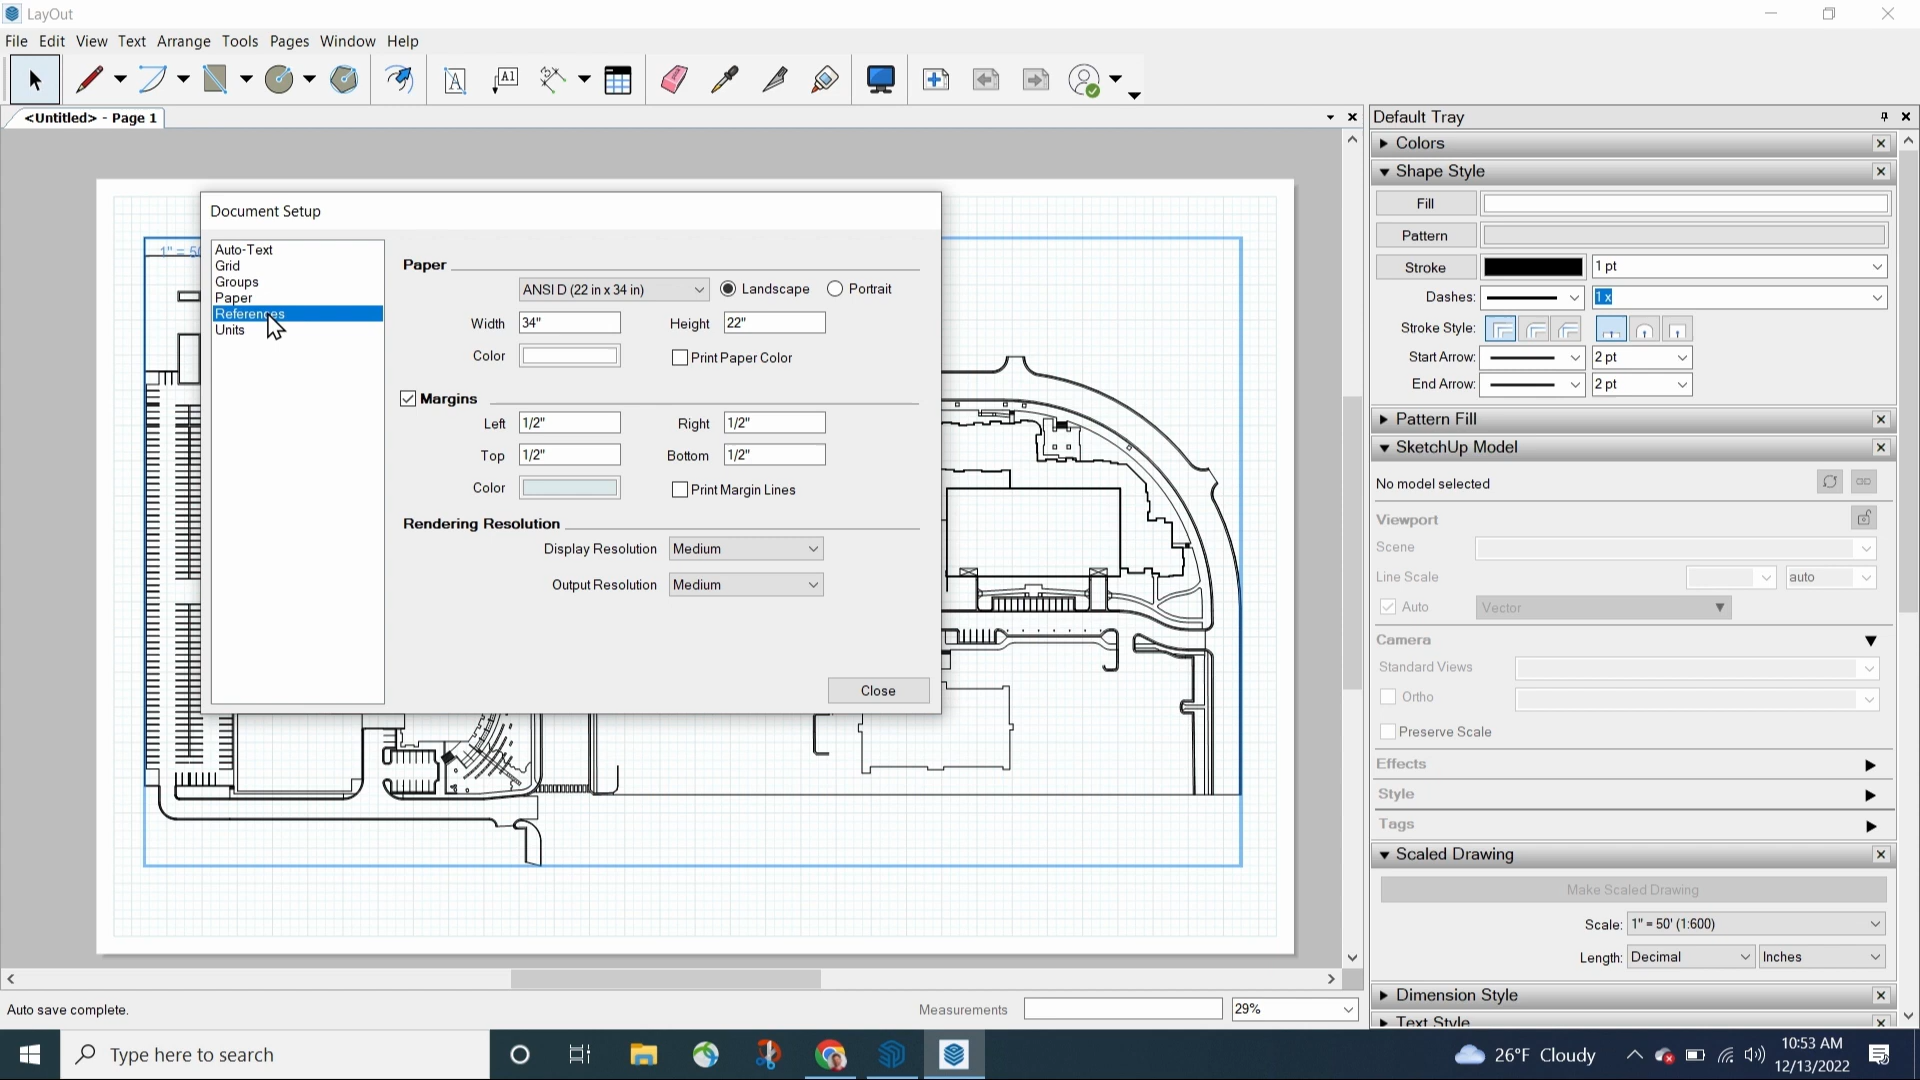 LayOut
File Edit View Text Arrange Tools Pages Window Help
A A1
<Untitled> - Page 1
Default Tray
Colors
Shape Style
Fill
Pattern
Stroke 1 pt
Dashes: 1 x
Stroke Style:
Start Arrow: 2 pt
End Arrow: 2 pt
Pattern Fill
SketchUp Model
No model selected
Viewport
Scene
Line Scale auto
Auto Vector
Camera
Standard Views
Ortho
Preserve Scale
Effects
Style
Tags
Scaled Drawing
Make Scaled Drawing
Scale: 1" = 50' (1:600)
Length: Decimal Inches
Dimension Style
Text Style
1" = 50
Document Setup
Auto-Text
Grid
Groups
Paper
References
Units
Paper
ANSI D (22 in x 34 in) Landscape Portrait
Width 34" Height 22"
Color Print Paper Color
Margins
Left 1/2" Right 1/2"
Top 1/2" Bottom 1/2"
Color Print Margin Lines
Rendering Resolution
Display Resolution Medium
Output Resolution Medium
Close
Auto save complete. Measurements 29%
Type here to search
26°F Cloudy
10:53 AM
12/13/2022